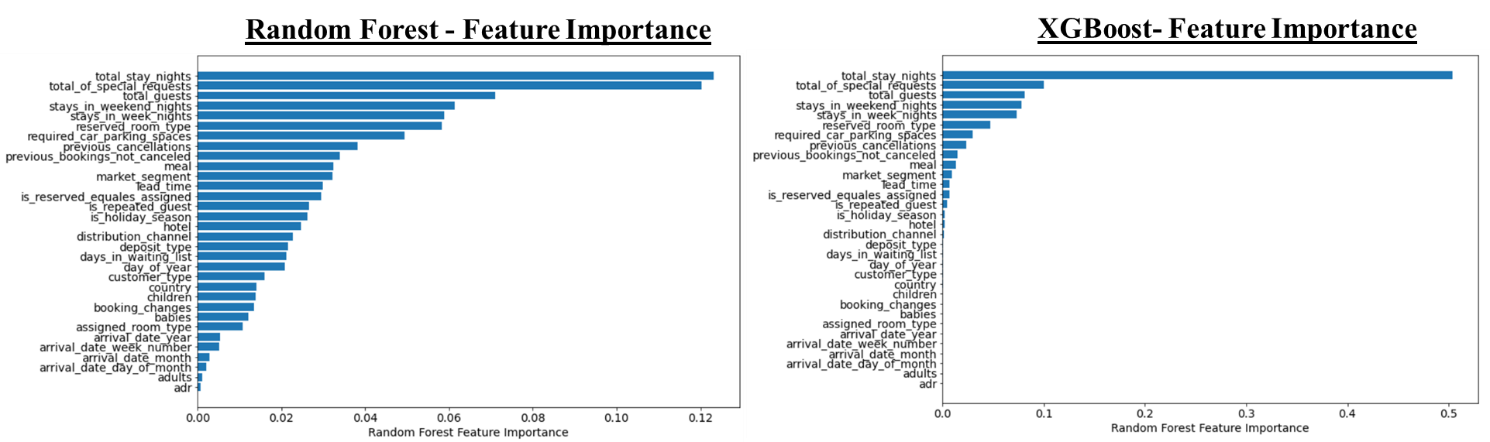 Random Forest - Feature Importance
total_stay_nights
total_of_special_requests
total_guests
stays_in_weekend_nights
stays_in_week_nights
reserved_room_type
required_car_parking_spaces
previous_cancellations
previous_bookings_not_canceled
meal
market_segment
lead_time
is_reserved_equales_assigned
is_repeated_guest
is_holiday_season
hotel
distribution_channel
deposit_type
days_in_waiting_list
day_of_year
customer_type
country
children
booking_changes
babies
assigned_room_type
arrival_date_year
arrival_date_week_number
arrival_date_month
arrival_date_day_of_month
adults
adr
0.00 0.02 0.04 0.06 0.08 0.10 0.12
Random Forest Feature Importance
XGBoost- Feature Importance
total_stay_nights
total_of_special_requests
total_guests
stays_in_weekend_nights
stays_in_week_nights
reserved_room_type
required_car_parking_spaces
previous_cancellations
previous_bookings_not_canceled
meal
market_segment
lead_time
is_reserved_equales_assigned
is_repeated_guest
is_holiday_season
hotel
distribution_channel
deposit_type
days_in_waiting_list
day_of_year
customer_type
country
children
booking_changes
babies
assigned_room_type
arrival_date_year
arrival_date_week_number
arrival_date_month
arrival_date_day_of_month
adults
adr
0.0 0.1 0.2 0.3 0.4 0.5
Random Forest Feature Importance